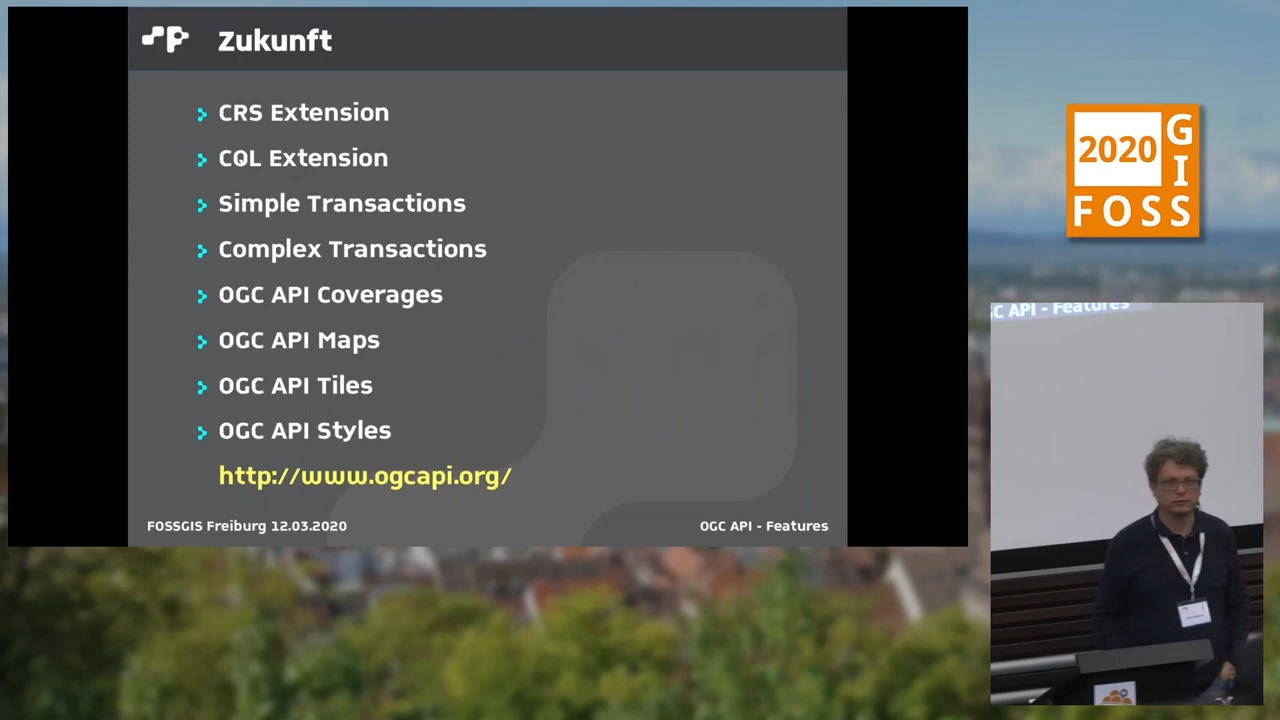 Zukunft
CRS Extension
CQL Extension
Simple Transactions
Complex Transactions
OGC API Coverages
OGC API Maps
OGC API Tiles
OGC API Styles
http://www.ogcapi.org/
FOSSGIS Freiburg 12.03.2020
OGC API - Features
2020
GI
FOSS
C API - Features